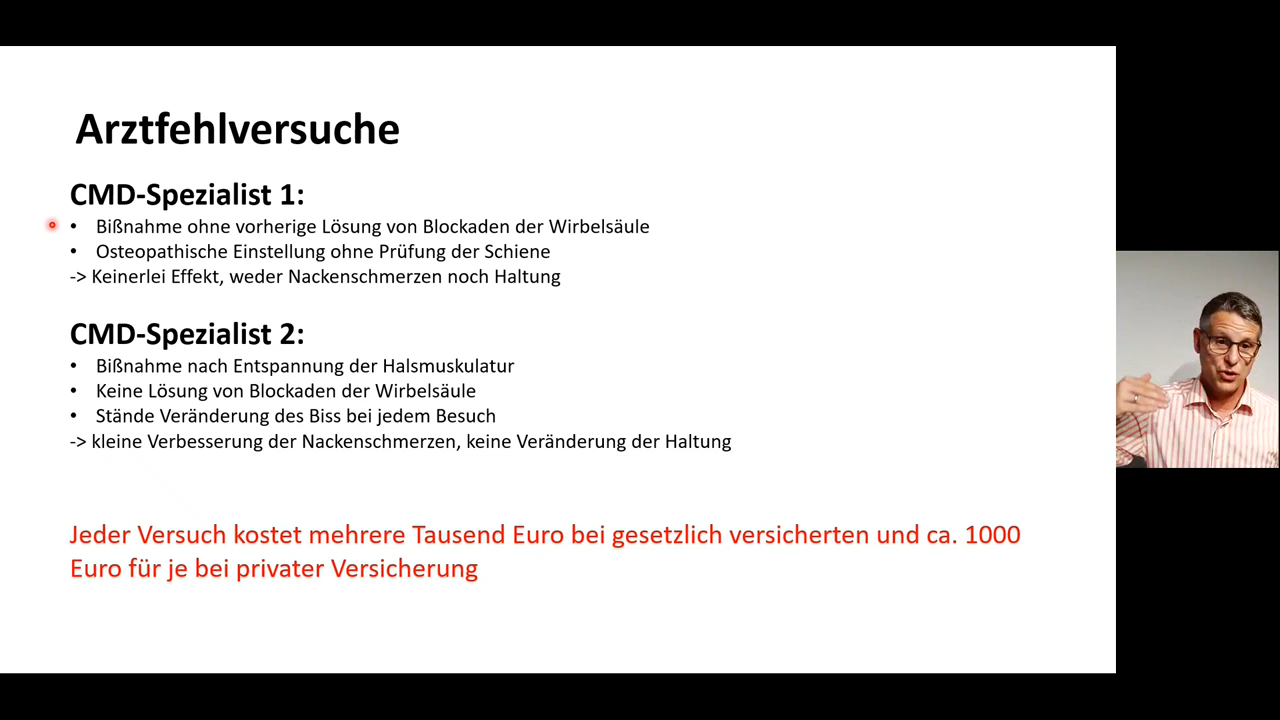 Arztfehlversuche
CMD-Spezialist 1:
• Bißnahme ohne vorherige Lösung von Blockaden der Wirbelsäule
• Osteopathische Einstellung ohne Prüfung der Schiene
-> Keinerlei Effekt, weder Nackenschmerzen noch Haltung
CMD-Spezialist 2:
• Bißnahme nach Entspannung der Halsmuskulatur
• Keine Lösung von Blockaden der Wirbelsäule
• Stände Veränderung des Biss bei jedem Besuch
-> kleine Verbesserung der Nackenschmerzen, keine Veränderung der Haltung
Jeder Versuch kostet mehrere Tausend Euro bei gesetzlich versicherten und ca. 1000
Euro für je bei privater Versicherung